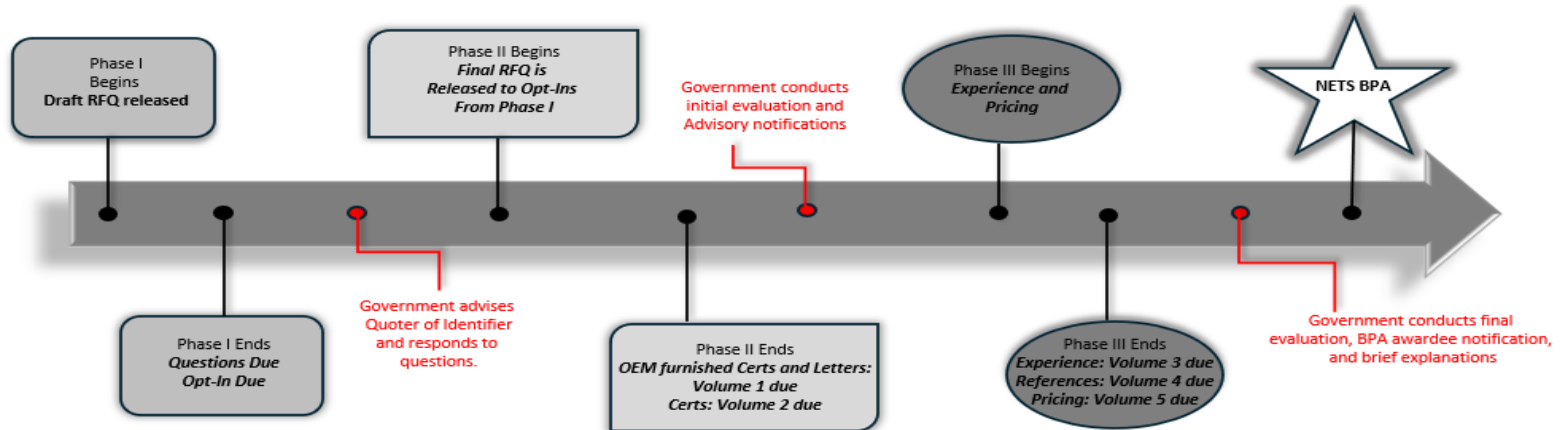 Phase I
Begins
Draft RFQ released
Phase I Ends
Questions Due
Opt-In Due
Government advises
Quoter of Identifier
and responds to
questions.
Phase II Begins
Final RFQ is
Released to Opt-Ins
From Phase I
Phase II Ends
OEM furnished Certs and Letters:
Volume 1 due
Certs: Volume 2 due
Government conducts
initial evaluation and
Advisory notifications
Phase III Begins
Experience and
Pricing
Phase III Ends
Experience: Volume 3 due
References: Volume 4 due
Pricing: Volume 5 due
Government conducts final
evaluation, BPA awardee notification,
and brief explanations
NETS BPA